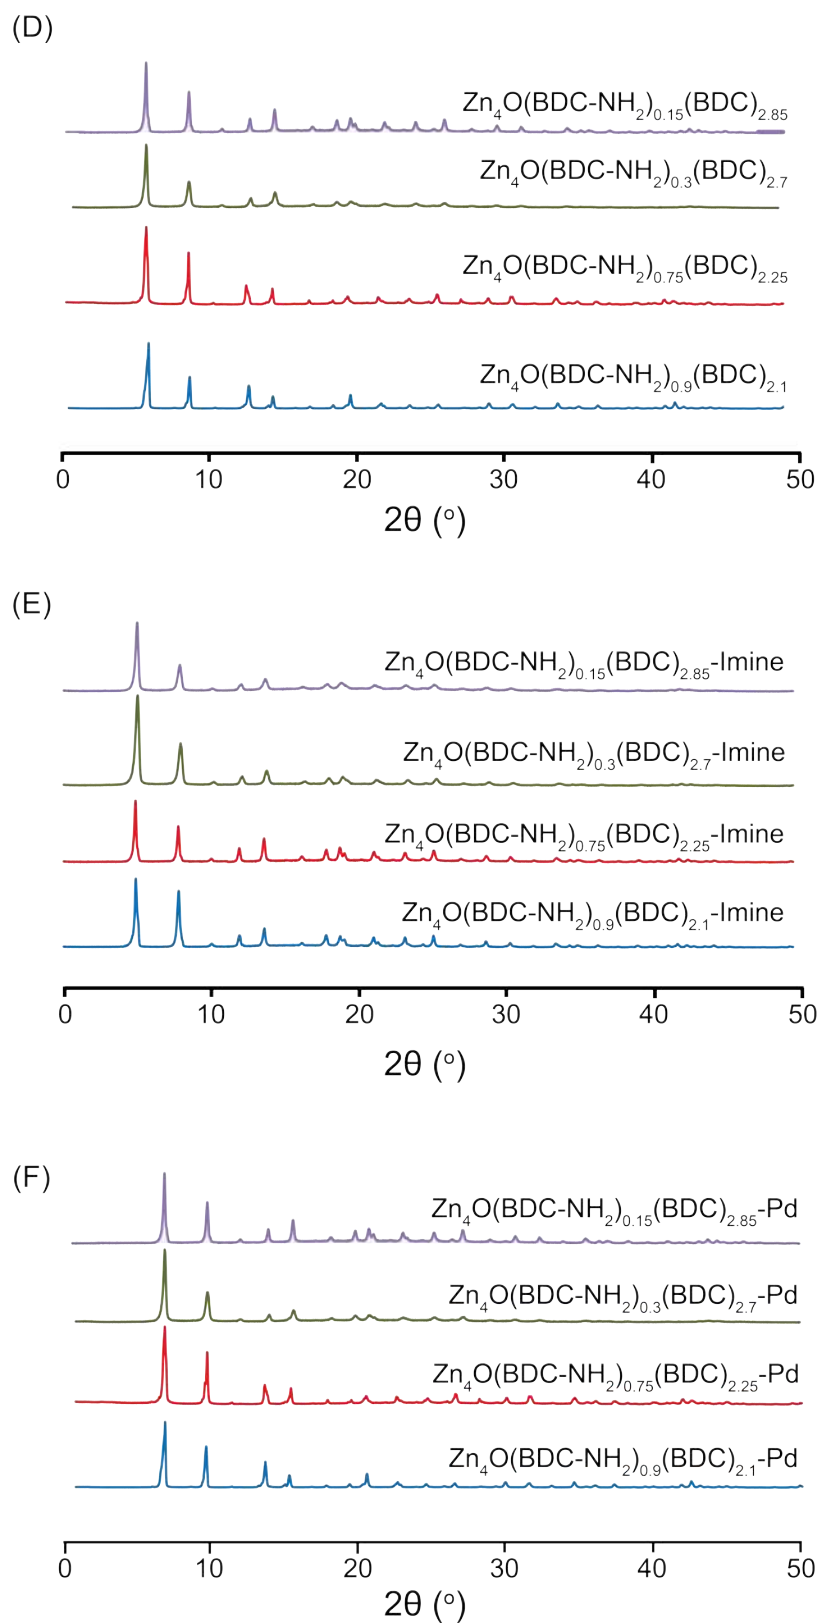 (D)
Zn₄O(BDC-NH₂)₀.₁₅(BDC)₂.₈₅
Zn₄O(BDC-NH₂)₀.₃(BDC)₂.₇
Zn₄O(BDC-NH₂)₀.₇₅(BDC)₂.₂₅
Zn₄O(BDC-NH₂)₀.₉(BDC)₂.₁
0 10 20 30 40 50
2θ (°)
(E)
Zn₄O(BDC-NH₂)₀.₁₅(BDC)₂.₈₅-Imine
Zn₄O(BDC-NH₂)₀.₃(BDC)₂.₇-Imine
Zn₄O(BDC-NH₂)₀.₇₅(BDC)₂.₂₅-Imine
Zn₄O(BDC-NH₂)₀.₉(BDC)₂.₁-Imine
0 10 20 30 40 50
2θ (°)
(F)
Zn₄O(BDC-NH₂)₀.₁₅(BDC)₂.₈₅-Pd
Zn₄O(BDC-NH₂)₀.₃(BDC)₂.₇-Pd
Zn₄O(BDC-NH₂)₀.₇₅(BDC)₂.₂₅-Pd
Zn₄O(BDC-NH₂)₀.₉(BDC)₂.₁-Pd
0 10 20 30 40 50
2θ (°)